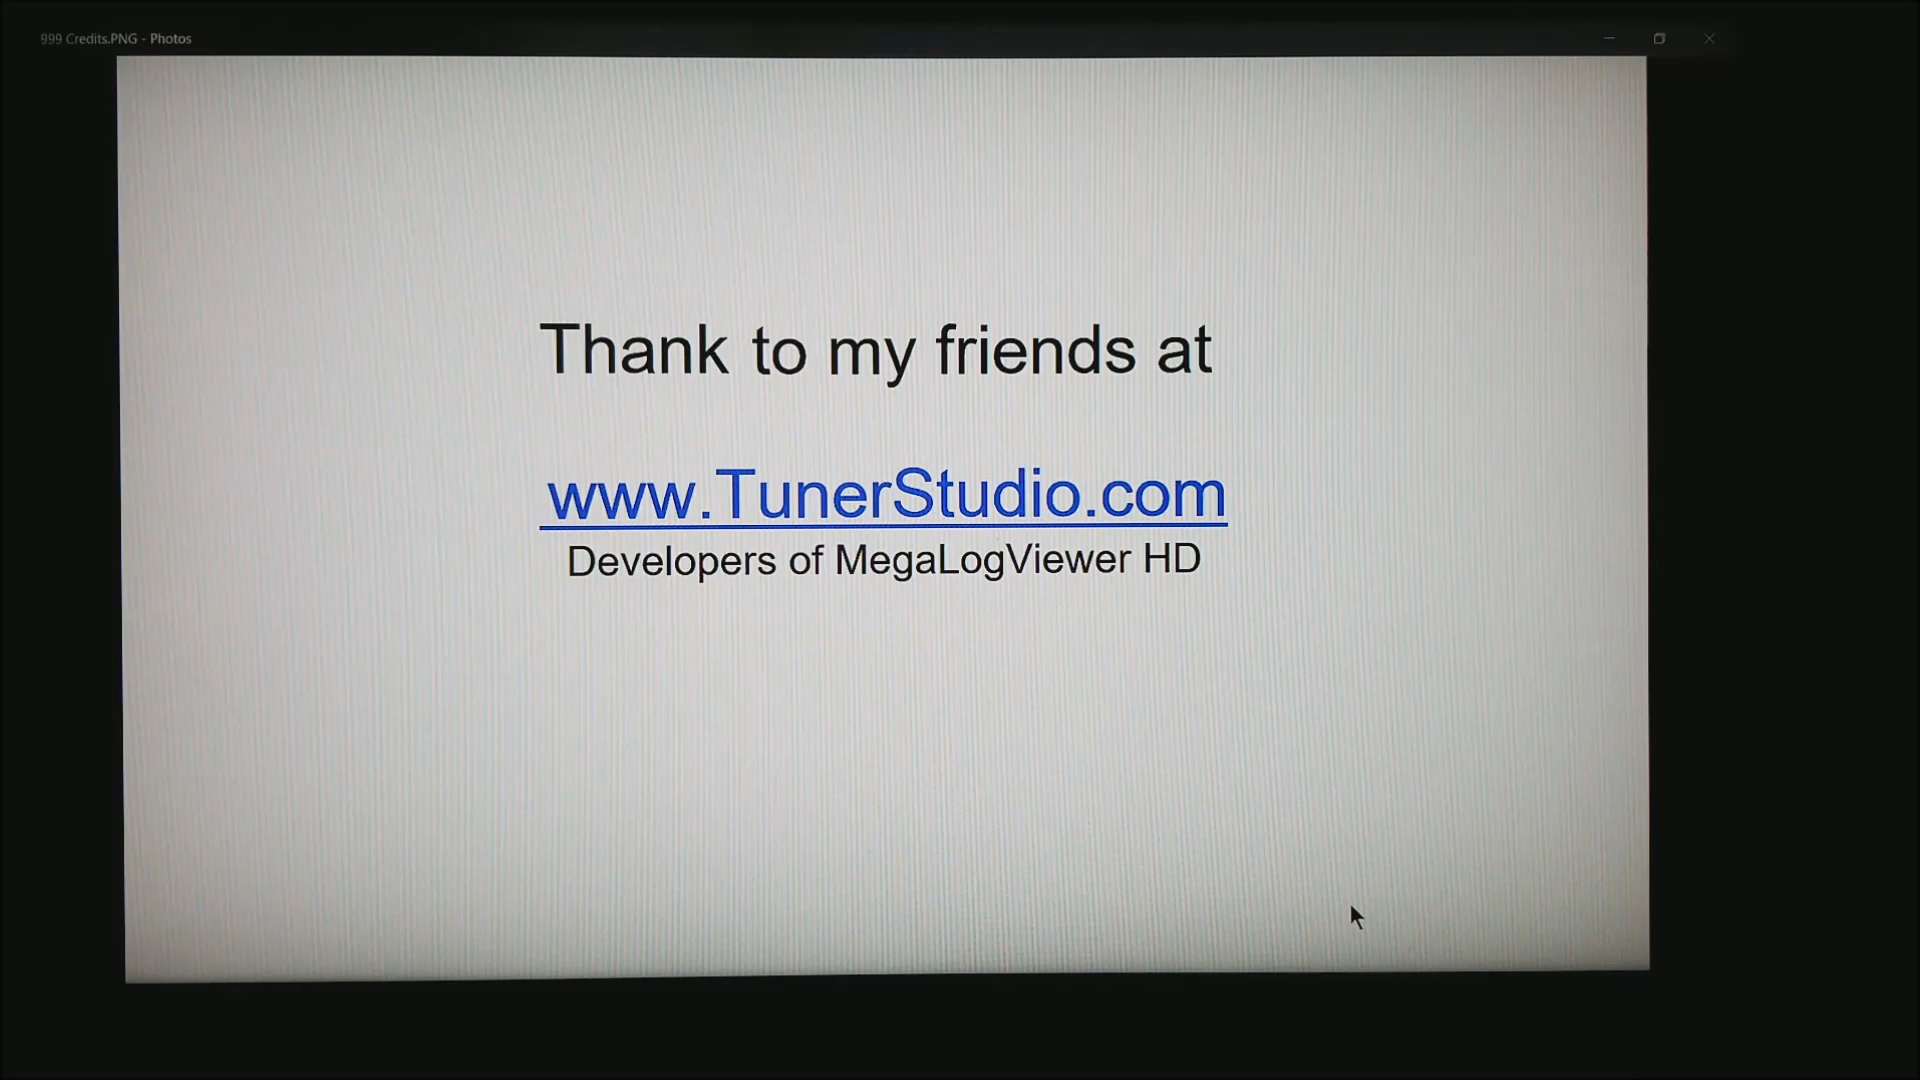 999 Credits.PNG - Photos
Thank to my friends at
www.TunerStudio.com
Developers of MegaLogViewer HD